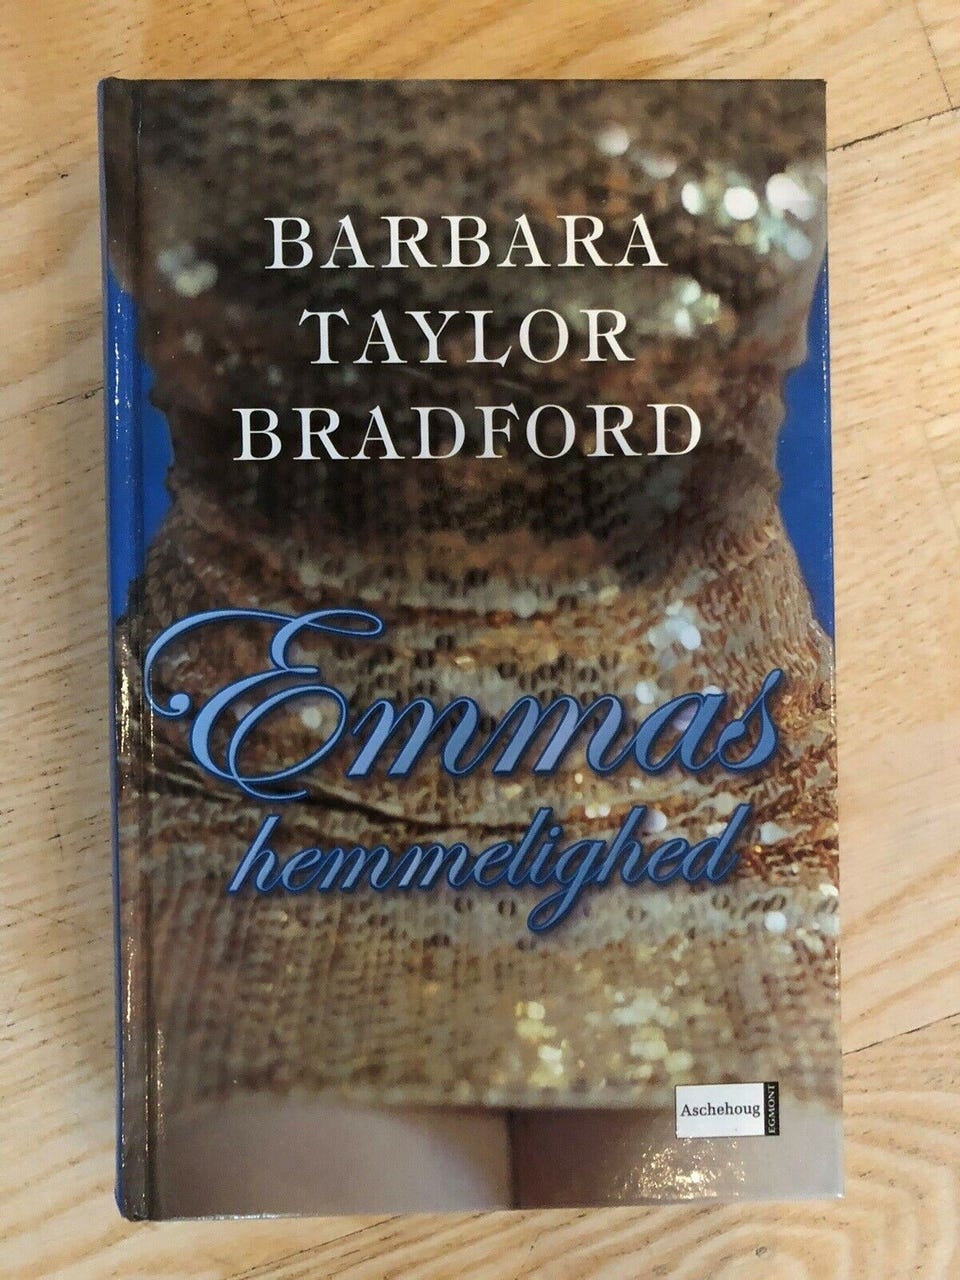 BARBARA
TAYLOR
BRADFORD
Emmas
hemmelighed
Aschehoug
EGMONT